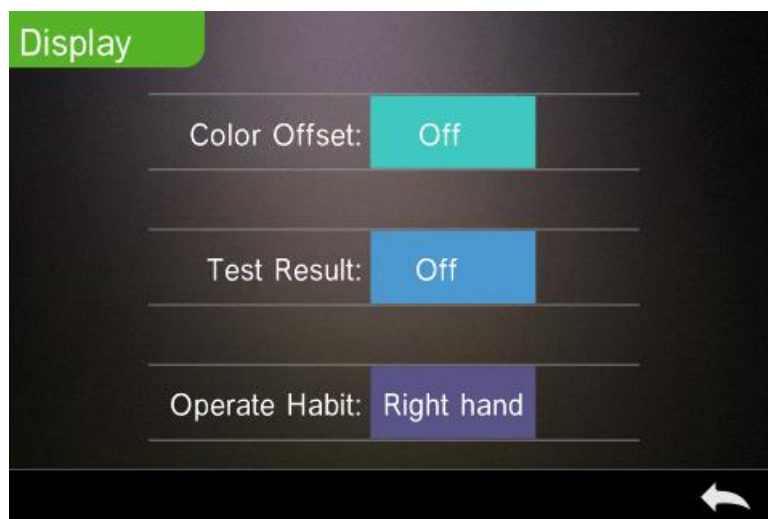 Display
Color Offset: Off
Test Result: Off
Operate Habit: Right hand